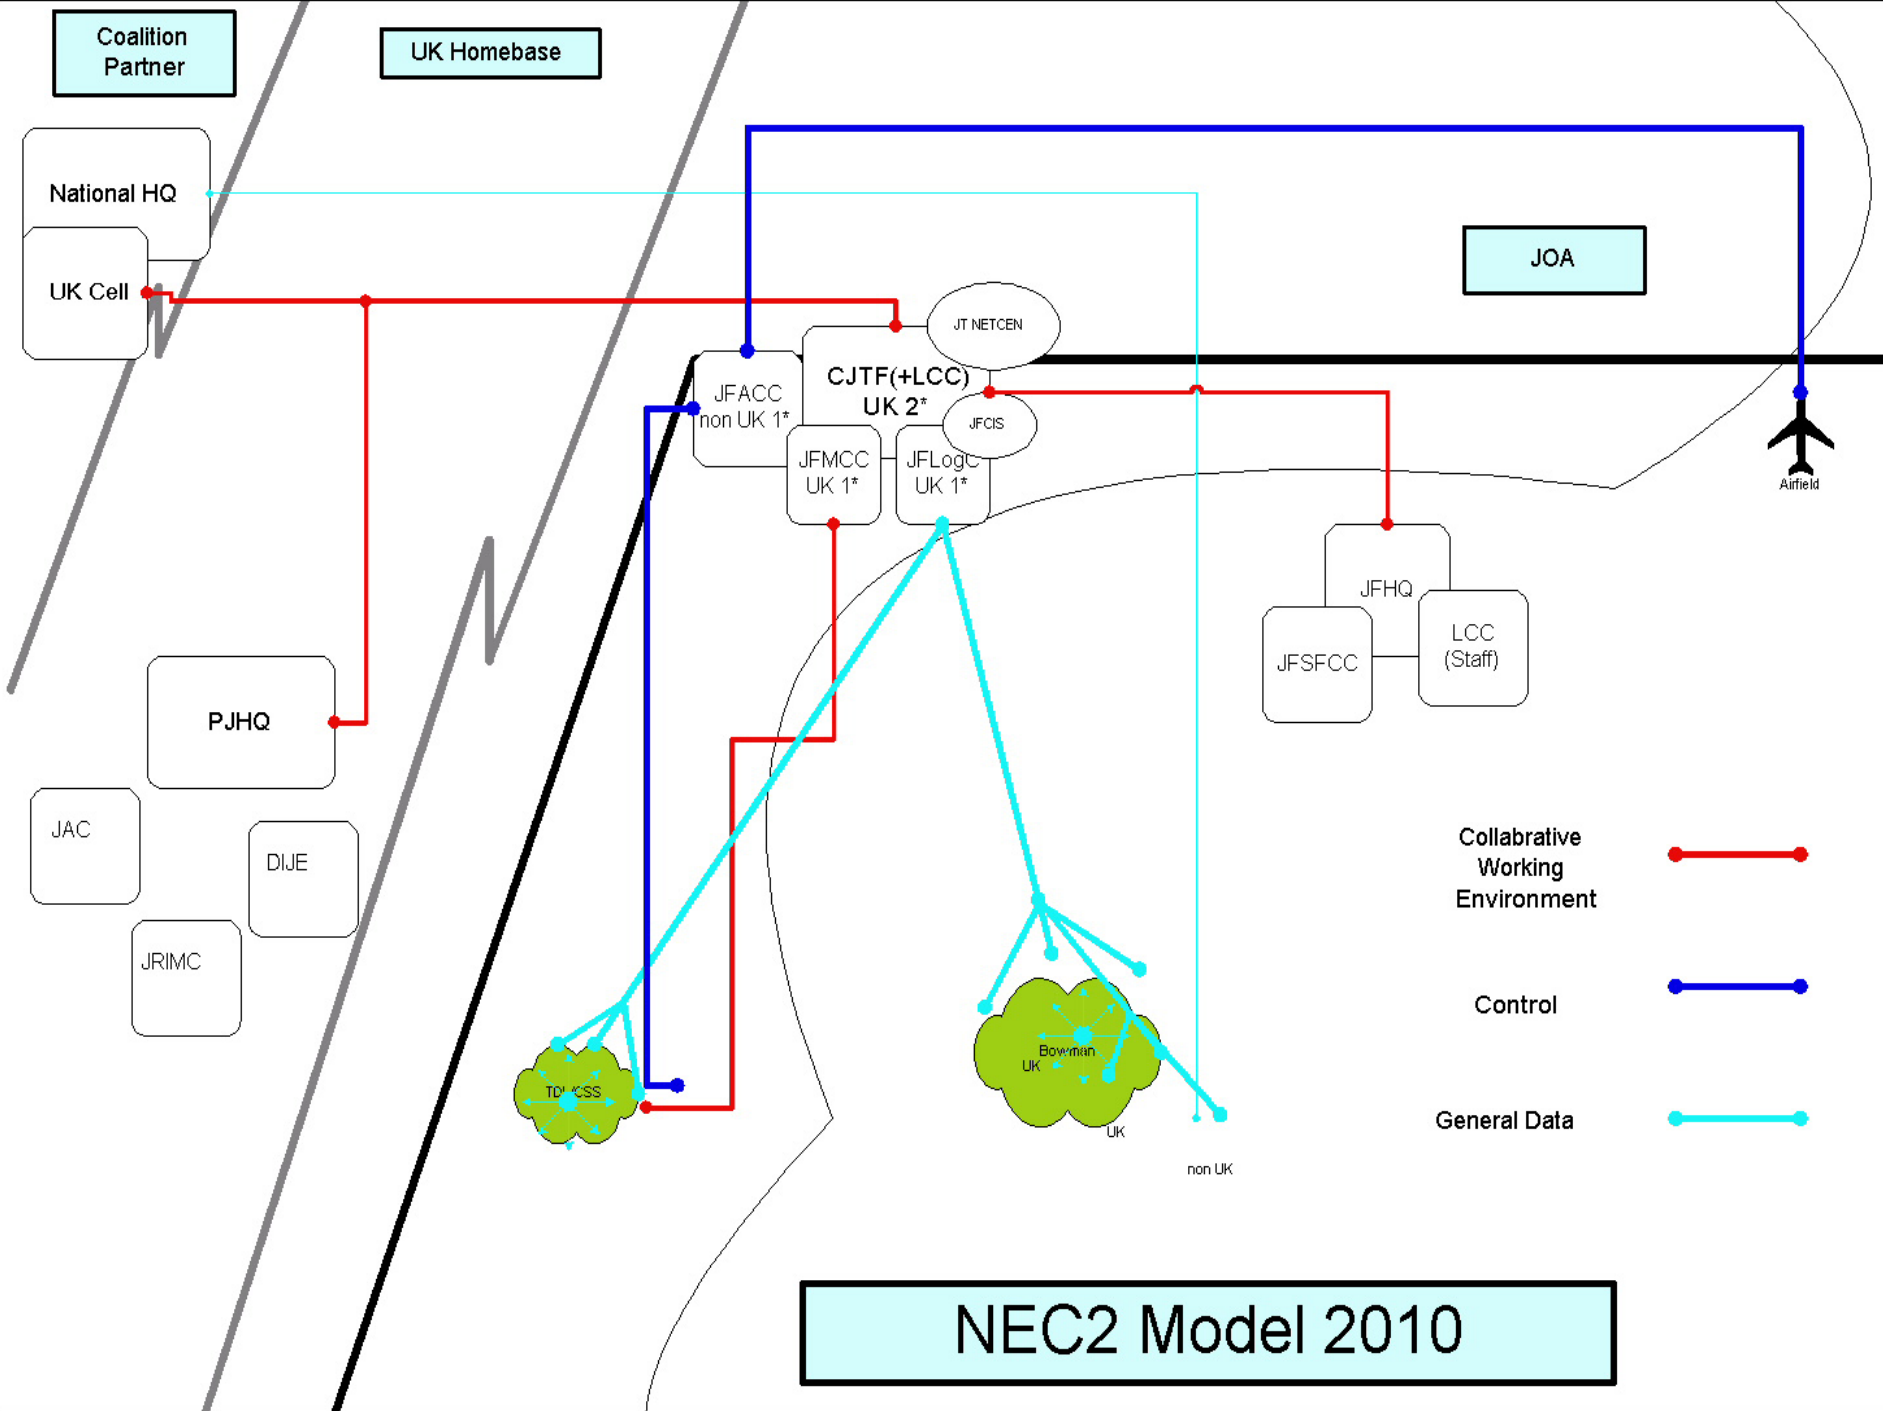 Coalition
Partner
UK Homebase
National HQ
UK Cell
JOA
JT NETCEN
CJTF(+LCC)
UK 2*
JFACC
non UK 1*
JFCIS
JFMCC
UK 1*
JFLogC
UK 1*
Airfield
JFHQ
LCC
(Staff)
JFSFCC
PJHQ
JAC
DIJE
JRIMC
Collabrative
Working
Environment
Control
General Data
Bowman
UK
CSS
UK
non UK
NEC2 Model 2010